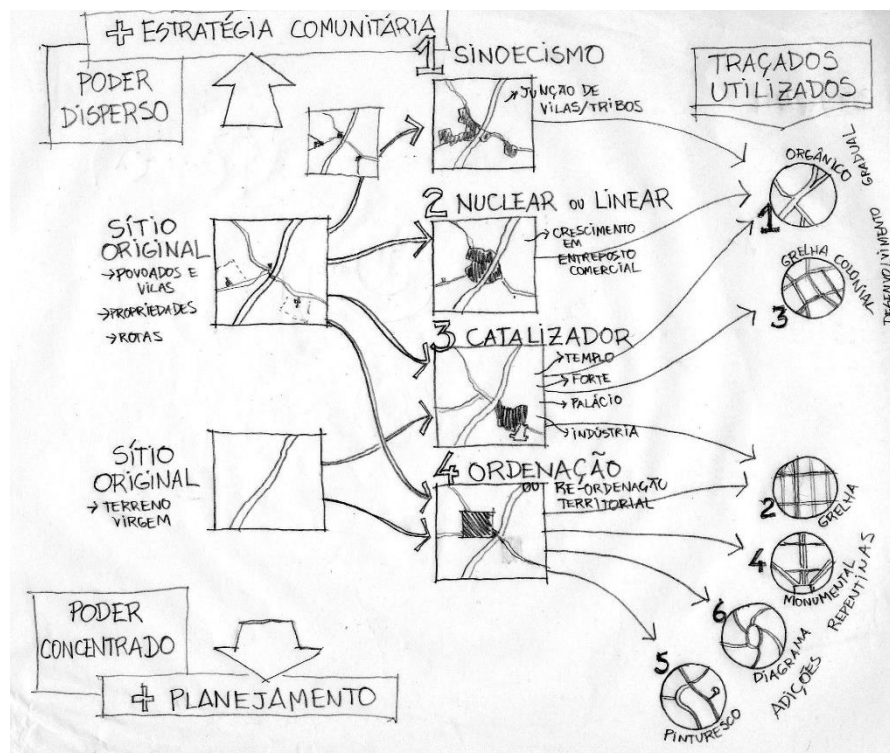 + ESTRATÉGIA COMUNITÁRIA
PODER
DISPERSO
1 SINOECISMO
→ JUNÇÃO DE
VILAS/TRIBOS
TRAÇADOS
UTILIZADOS
SÍTIO
ORIGINAL
→ POVOADOS E
VILAS
→ PROPRIEDADES
→ ROTAS
2 NUCLEAR OU LINEAR
→ CRESCIMENTO
EM
ENTREPOSTO
COMERCIAL
3 CATALIZADOR
→ TEMPLO
→ FORTE
→ PALÁCIO
→ INDÚSTRIA
SÍTIO
ORIGINAL
→ TERRENO
VIRGEM
4 ORDENAÇÃO
OU RE-ORDENAÇÃO
TERRITORIAL
PODER
CONCENTRADO
+ PLANEJAMENTO
1
ORGÂNICO
GRADUAL
3
GRELHA COLONIAL
2
GRELHA
4
MONUMENTAL
6
DIAGRAMA
5
PINTURESCO
ADIÇÕES
REPENTINAS